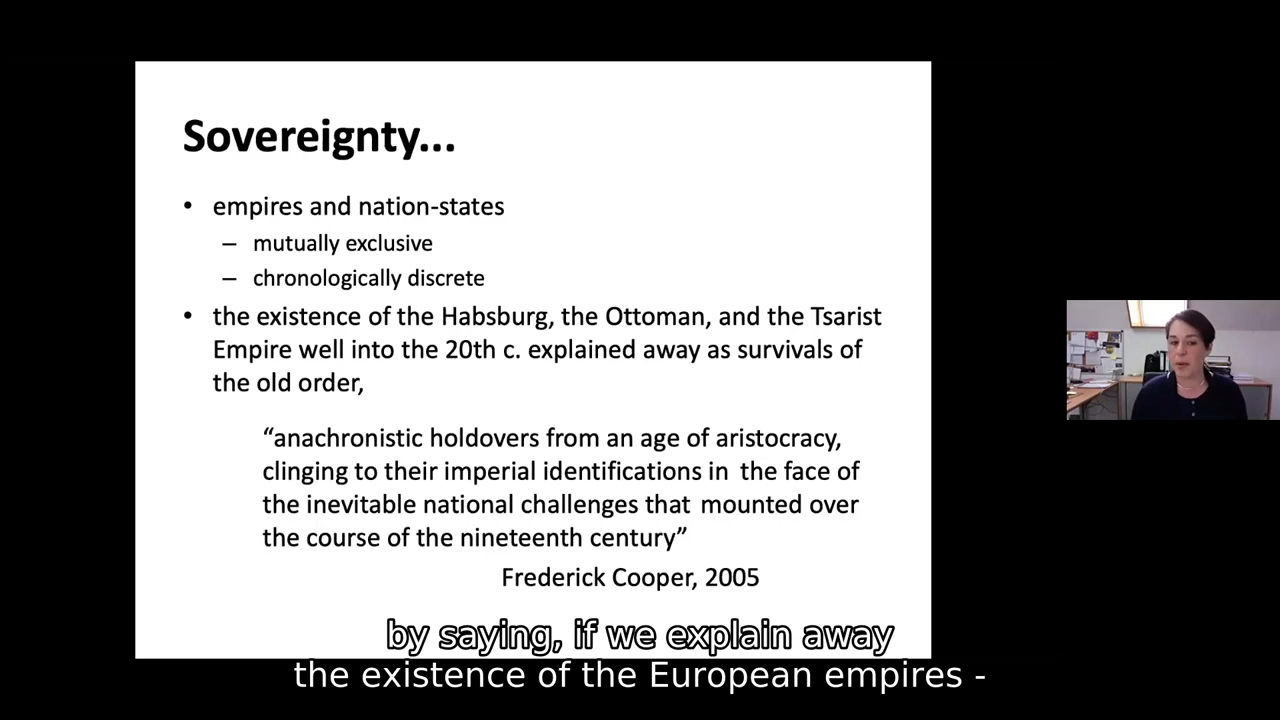 Sovereignty...
• empires and nation-states
– mutually exclusive
– chronologically discrete
• the existence of the Habsburg, the Ottoman, and the Tsarist
Empire well into the 20th c. explained away as survivals of
the old order,
“anachronistic holdovers from an age of aristocracy,
clinging to their imperial identifications in the face of
the inevitable national challenges that mounted over
the course of the nineteenth century”
Frederick Cooper, 2005
by saying, if we explain away
the existence of the European empires -